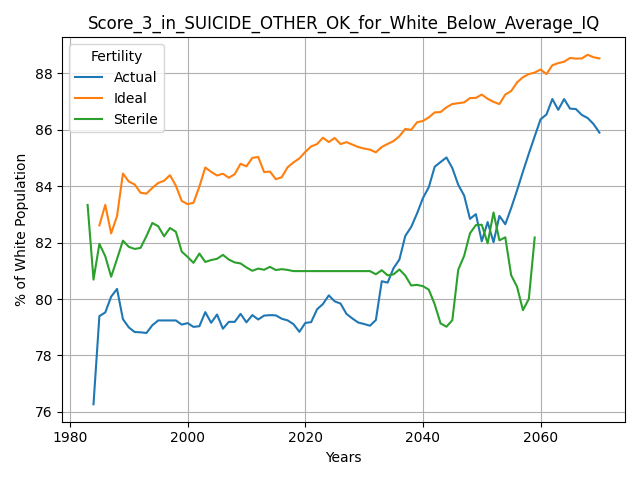 Score_3_in_SUICIDE_OTHER_OK_for_White_Below_Average_IQ
Fertility
Actual
Ideal
Sterile
% of White Population
88
86
84
82
80
78
76
1980
2000
2020
2040
2060
Years